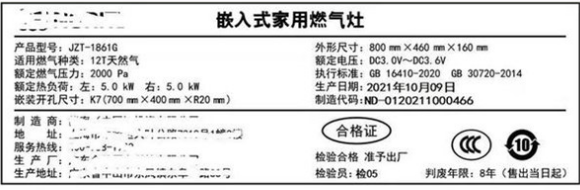 嵌入式家用燃气灶
产品型号：JZT-1861G
适用燃气种类：12T天然气
额定燃气压力：2000 Pa
额定热负荷：左：5.0 kW 右：5.0 kW
嵌装开孔尺寸：K7(700 mm×400 mm×R20 mm)
外形尺寸：800 mm×460 mm×160 mm
额定电压：DC3.0V～DC3.6V
执行标准：GB 16410-2020 GB 30720-2014
生产日期：2021年10月09日
制造代码：ND-0120211000466
制造商：
地址：
服务热线：
生产厂：
生产地址：
合格证
检验合格 准予出厂
检验员：检05
CCC
10
判废年限：8年（售出当日起）